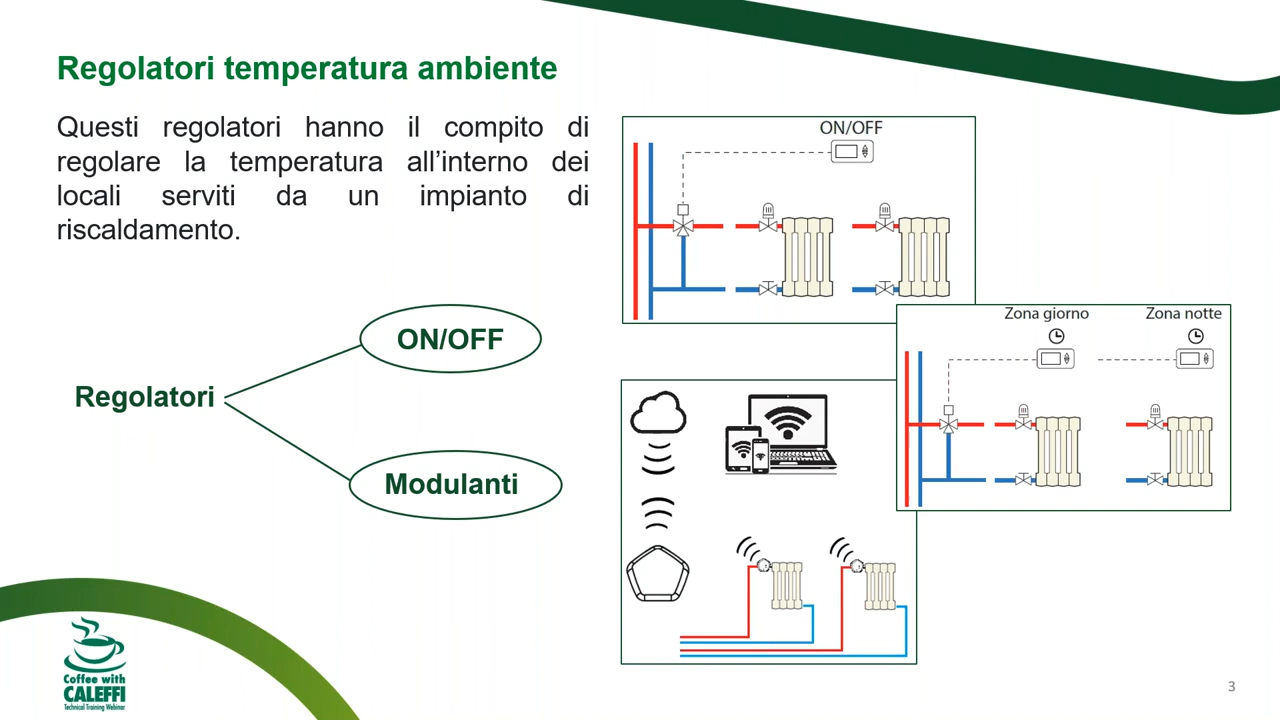 Regolatori temperatura ambiente
Questi regolatori hanno il compito di
regolare la temperatura all’interno dei
locali serviti da un impianto di
riscaldamento.
Regolatori
ON/OFF
Modulanti
ON/OFF
Zona giorno
Zona notte
Coffee with
CALEFFI
Technical Training Webinar
3